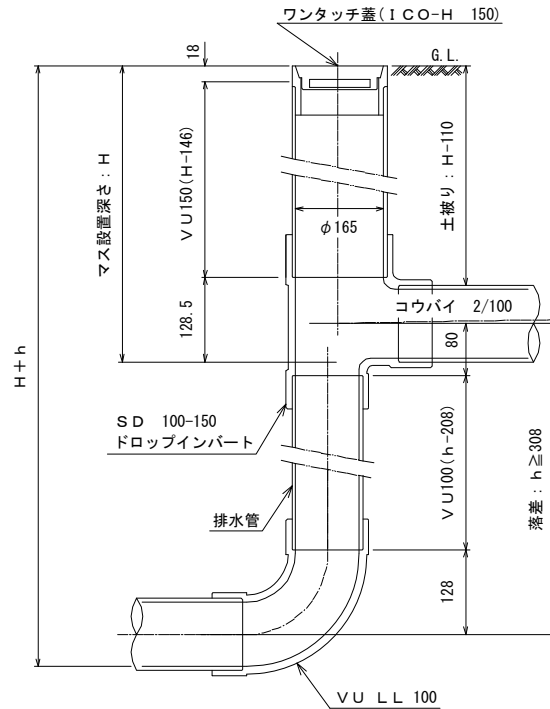 ワンタッチ蓋(ICO-H 150)
18
G.L.
マス設置深さ:H
VU150(H-146)
土被り:H-110
φ165
コウバイ 2/100
128.5
80
H+h
SD 100-150
ドロップインバート
VU100(h-208)
落差:h≧308
排水管
128
VU LL 100